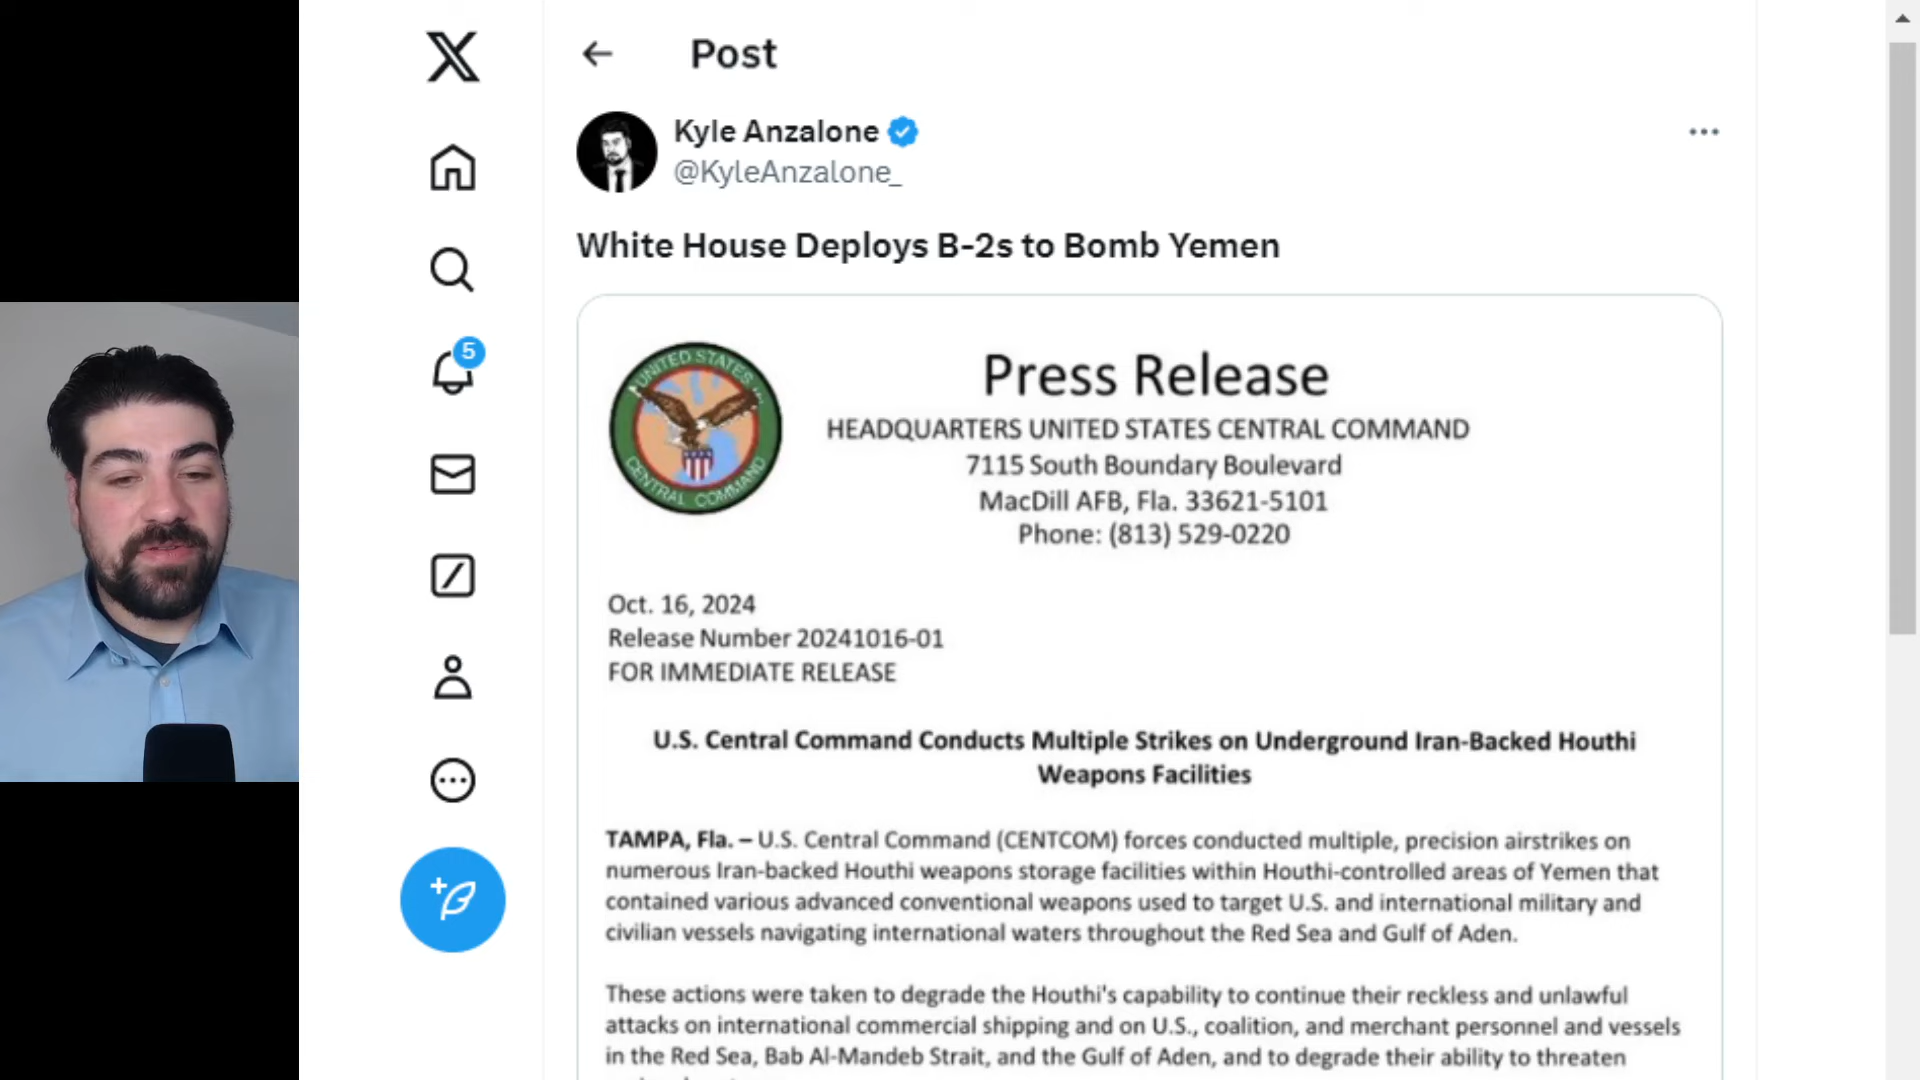 Post
Kyle Anzalone
@KyleAnzalone_
White House Deploys B-2s to Bomb Yemen
5
UNITED STATES
CENTRAL COMMAND
Press Release
HEADQUARTERS UNITED STATES CENTRAL COMMAND
7115 South Boundary Boulevard
MacDill AFB, Fla. 33621-5101
Phone: (813) 529-0220
Oct. 16, 2024
Release Number 20241016-01
FOR IMMEDIATE RELEASE
U.S. Central Command Conducts Multiple Strikes on Underground Iran-Backed Houthi
Weapons Facilities
TAMPA, Fla. – U.S. Central Command (CENTCOM) forces conducted multiple, precision airstrikes on
numerous Iran-backed Houthi weapons storage facilities within Houthi-controlled areas of Yemen that
contained various advanced conventional weapons used to target U.S. and international military and
civilian vessels navigating international waters throughout the Red Sea and Gulf of Aden.
These actions were taken to degrade the Houthi's capability to continue their reckless and unlawful
attacks on international commercial shipping and on U.S., coalition, and merchant personnel and vessels
in the Red Sea, Bab Al-Mandeb Strait, and the Gulf of Aden, and to degrade their ability to threaten